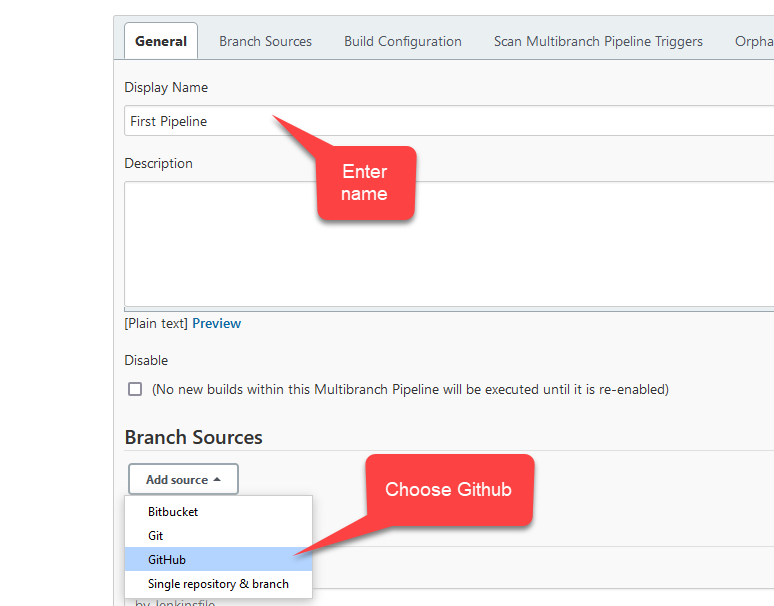 General Branch Sources Build Configuration Scan Multibranch Pipeline Triggers Orpha
Display Name
First Pipeline
Enter
name
Description
[Plain text] Preview
Disable
(No new builds within this Multibranch Pipeline will be executed until it is re-enabled)
Branch Sources
Add source
Choose Github
Bitbucket
Git
GitHub
Single repository & branch
by Jenkinsfile